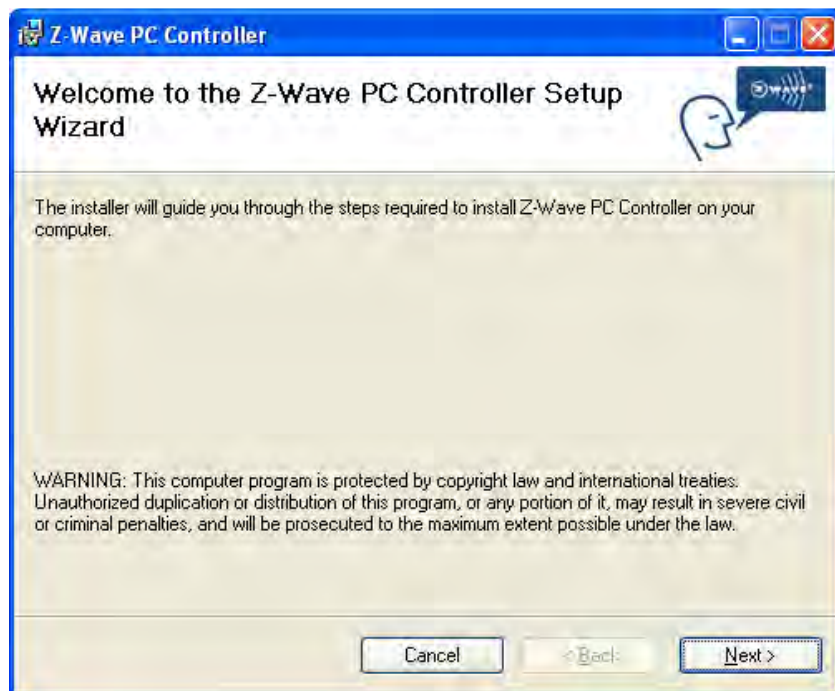 Z-Wave PC Controller
Welcome to the Z-Wave PC Controller Setup
Wizard
The installer will guide you through the steps required to install Z-Wave PC Controller on your
computer.
WARNING: This computer program is protected by copyright law and international treaties.
Unauthorized duplication or distribution of this program, or any portion of it, may result in severe civil
or criminal penalties, and will be prosecuted to the maximum extent possible under the law.
Cancel
< Back
Next >